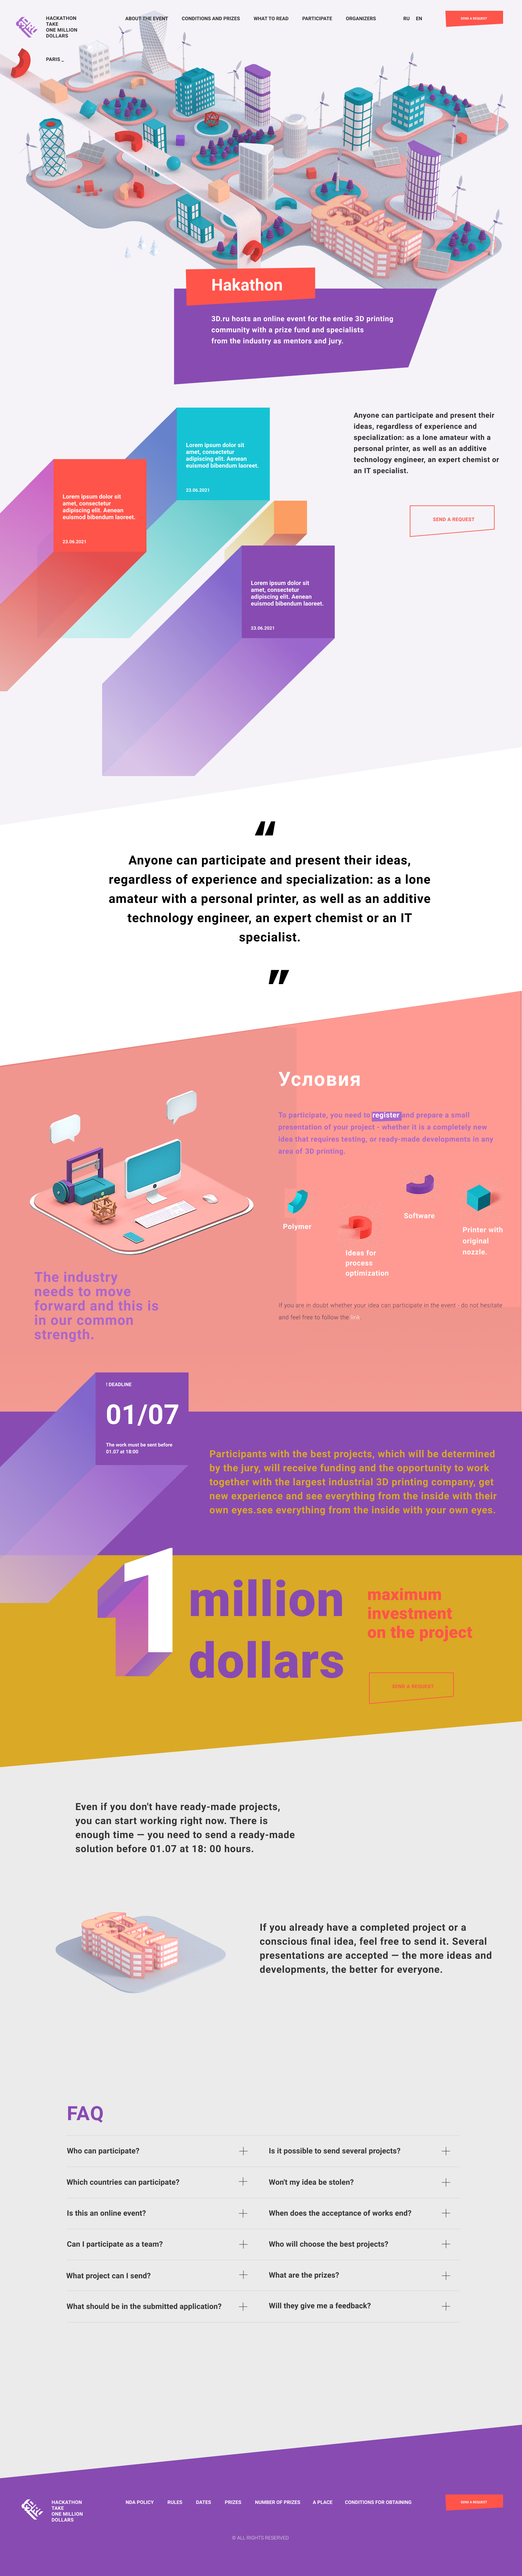 HACKATHON
TAKE
ONE MILLION
DOLLARS
ABOUT THE EVENT
CONDITIONS AND PRIZES
WHAT TO READ
PARTICIPATE
ORGANIZERS
RU
EN
SEND A REQUEST
PARIS _
Hakathon
3D.ru hosts an online event for the entire 3D printing
community with a prize fund and specialists
from the industry as mentors and jury.
Anyone can participate and present their
ideas, regardless of experience and
specialization: as a lone amateur with a
personal printer, as well as an additive
technology engineer, an expert chemist or
an IT specialist.
SEND A REQUEST
Lorem ipsum dolor sit
amet, consectetur
adipiscing elit. Aenean
euismod bibendum laoreet.
23.06.2021
Lorem ipsum dolor sit
amet, consectetur
adipiscing elit. Aenean
euismod bibendum laoreet.
23.06.2021
Lorem ipsum dolor sit
amet, consectetur
adipiscing elit. Aenean
euismod bibendum laoreet.
23.06.2021
“
Anyone can participate and present their ideas,
regardless of experience and specialization: as a lone
amateur with a personal printer, as well as an additive
technology engineer, an expert chemist or an IT
specialist.
”
Условия
To participate, you need to register and prepare a small
presentation of your project - whether it is a completely new
idea that requires testing, or ready-made developments in any
area of 3D printing.
Polymer
Ideas for
process
optimization
Software
Printer with
original
nozzle.
If you are in doubt whether your idea can participate in the event - do not hesitate
and feel free to follow the link
The industry
needs to move
forward and this is
in our common
strength.
! DEADLINE
01/07
The work must be sent before
01.07 at 18:00
Participants with the best projects, which will be determined
by the jury, will receive funding and the opportunity to work
together with the largest industrial 3D printing company, get
new experience and see everything from the inside with their
own eyes.see everything from the inside with your own eyes.
1 million
dollars
maximum
investment
on the project
SEND A REQUEST
Even if you don't have ready-made projects,
you can start working right now. There is
enough time — you need to send a ready-made
solution before 01.07 at 18: 00 hours.
If you already have a completed project or a
conscious final idea, feel free to send it. Several
presentations are accepted — the more ideas and
developments, the better for everyone.
FAQ
Who can participate?
Is it possible to send several projects?
Which countries can participate?
Won't my idea be stolen?
Is this an online event?
When does the acceptance of works end?
Can I participate as a team?
Who will choose the best projects?
What project can I send?
What are the prizes?
What should be in the submitted application?
Will they give me a feedback?
HACKATHON
TAKE
ONE MILLION
DOLLARS
NDA POLICY
RULES
DATES
PRIZES
NUMBER OF PRIZES
A PLACE
CONDITIONS FOR OBTAINING
SEND A REQUEST
© ALL RIGHTS RESERVED